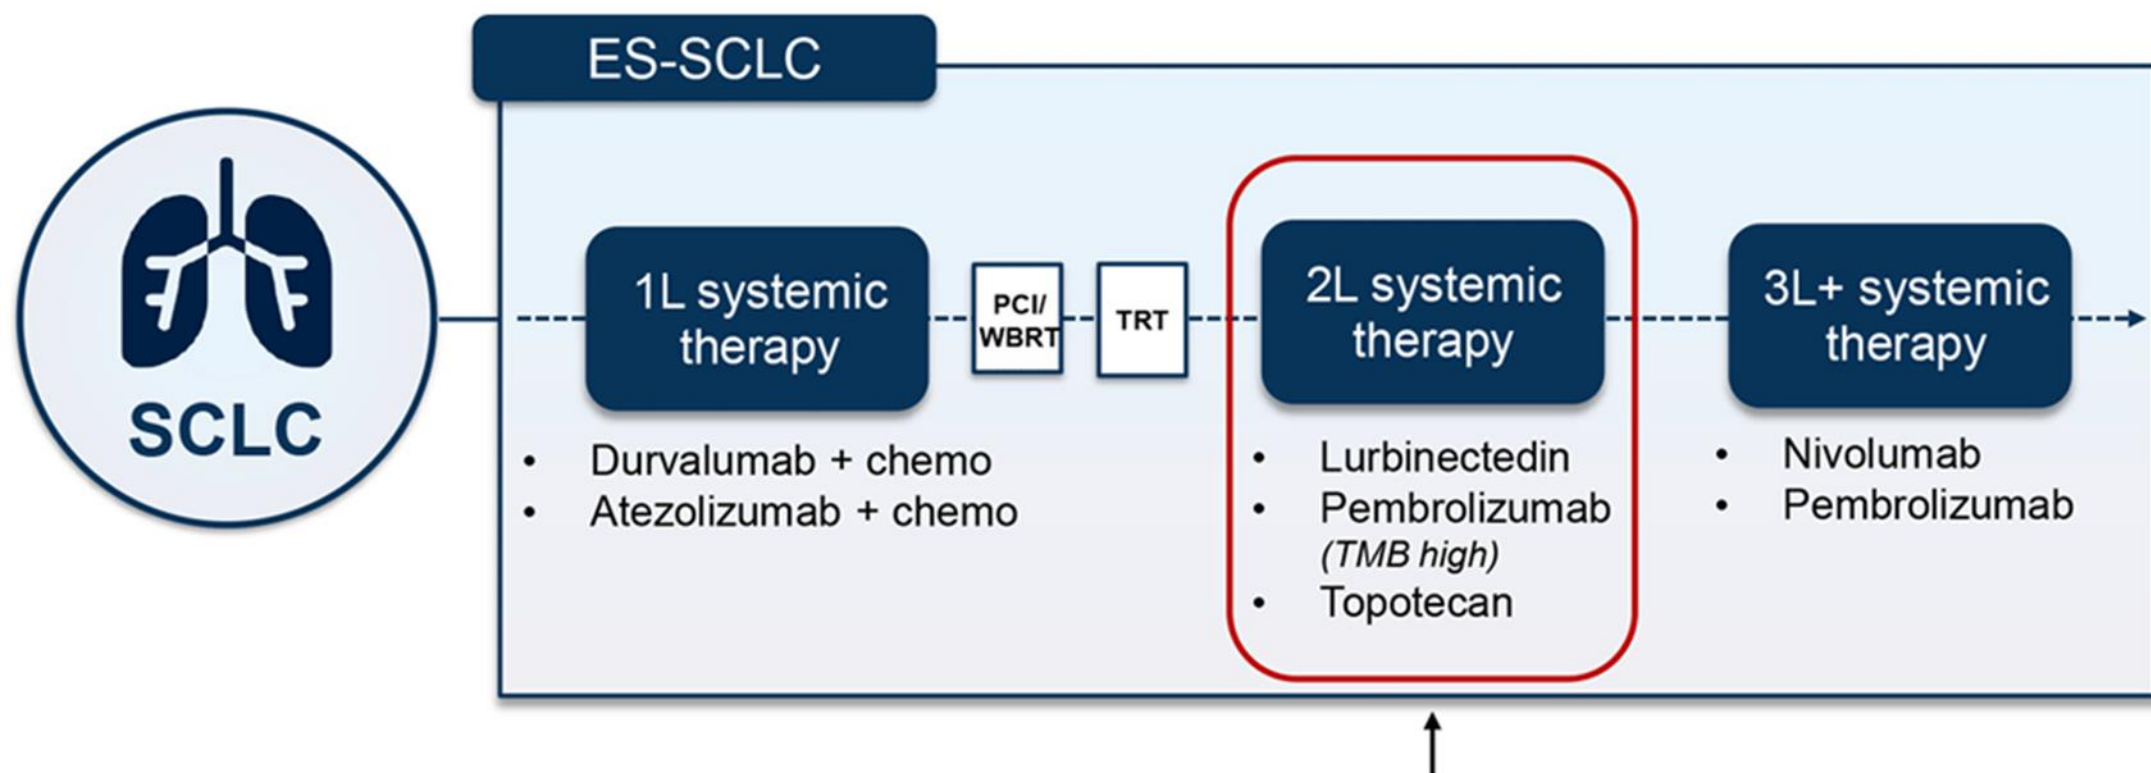 ES-SCLC
SCLC
1L systemic
therapy
• Durvalumab + chemo
• Atezolizumab + chemo
PCI/
WBRT
TRT
2L systemic
therapy
• Lurbinectedin
• Pembrolizumab
(TMB high)
• Topotecan
3L+ systemic
therapy
• Nivolumab
• Pembrolizumab